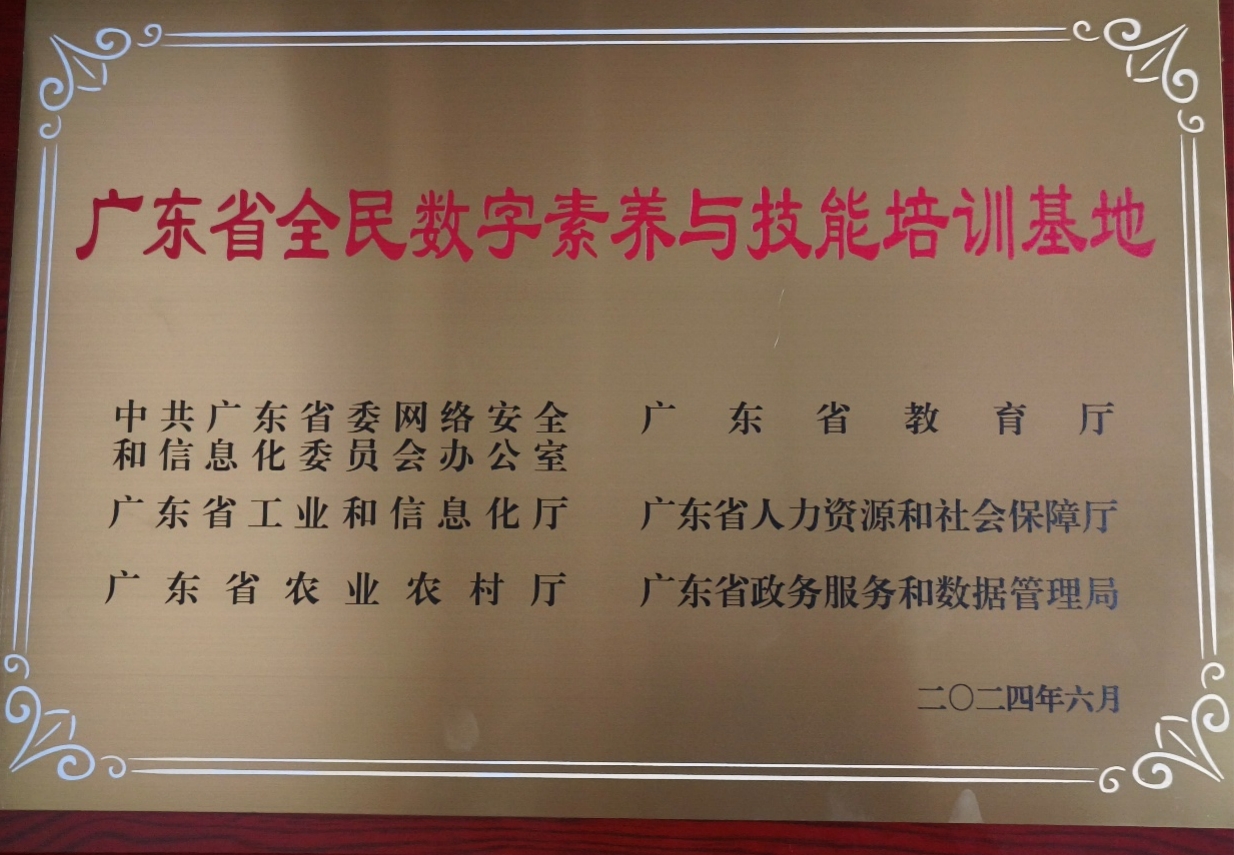 广东省全民数字素养与技能培训基地
中共广东省委网络安全
和信息化委员会办公室
广东省教育厅
广东省工业和信息化厅
广东省人力资源和社会保障厅
广东省农业农村厅
广东省政务服务和数据管理局
二〇二四年六月